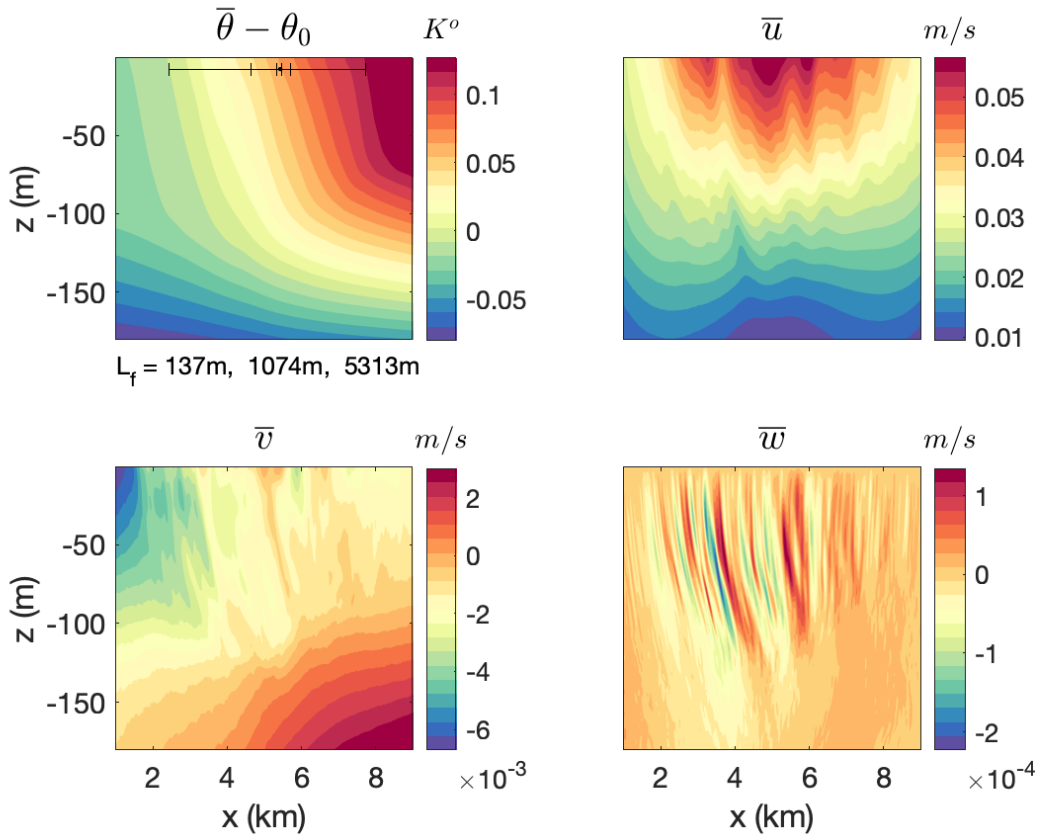 θ̅ − θ₀
K°
u̅
m/s
z (m)
-50
-100
-150
0.1
0.05
0
-0.05
0.05
0.04
0.03
0.02
0.01
L_f = 137m, 1074m, 5313m
v̅
m/s
w̅
m/s
z (m)
-50
-100
-150
2
0
-2
-4
-6
1
0
-1
-2
2 4 6 8
×10⁻³
2 4 6 8
×10⁻⁴
x (km)
x (km)